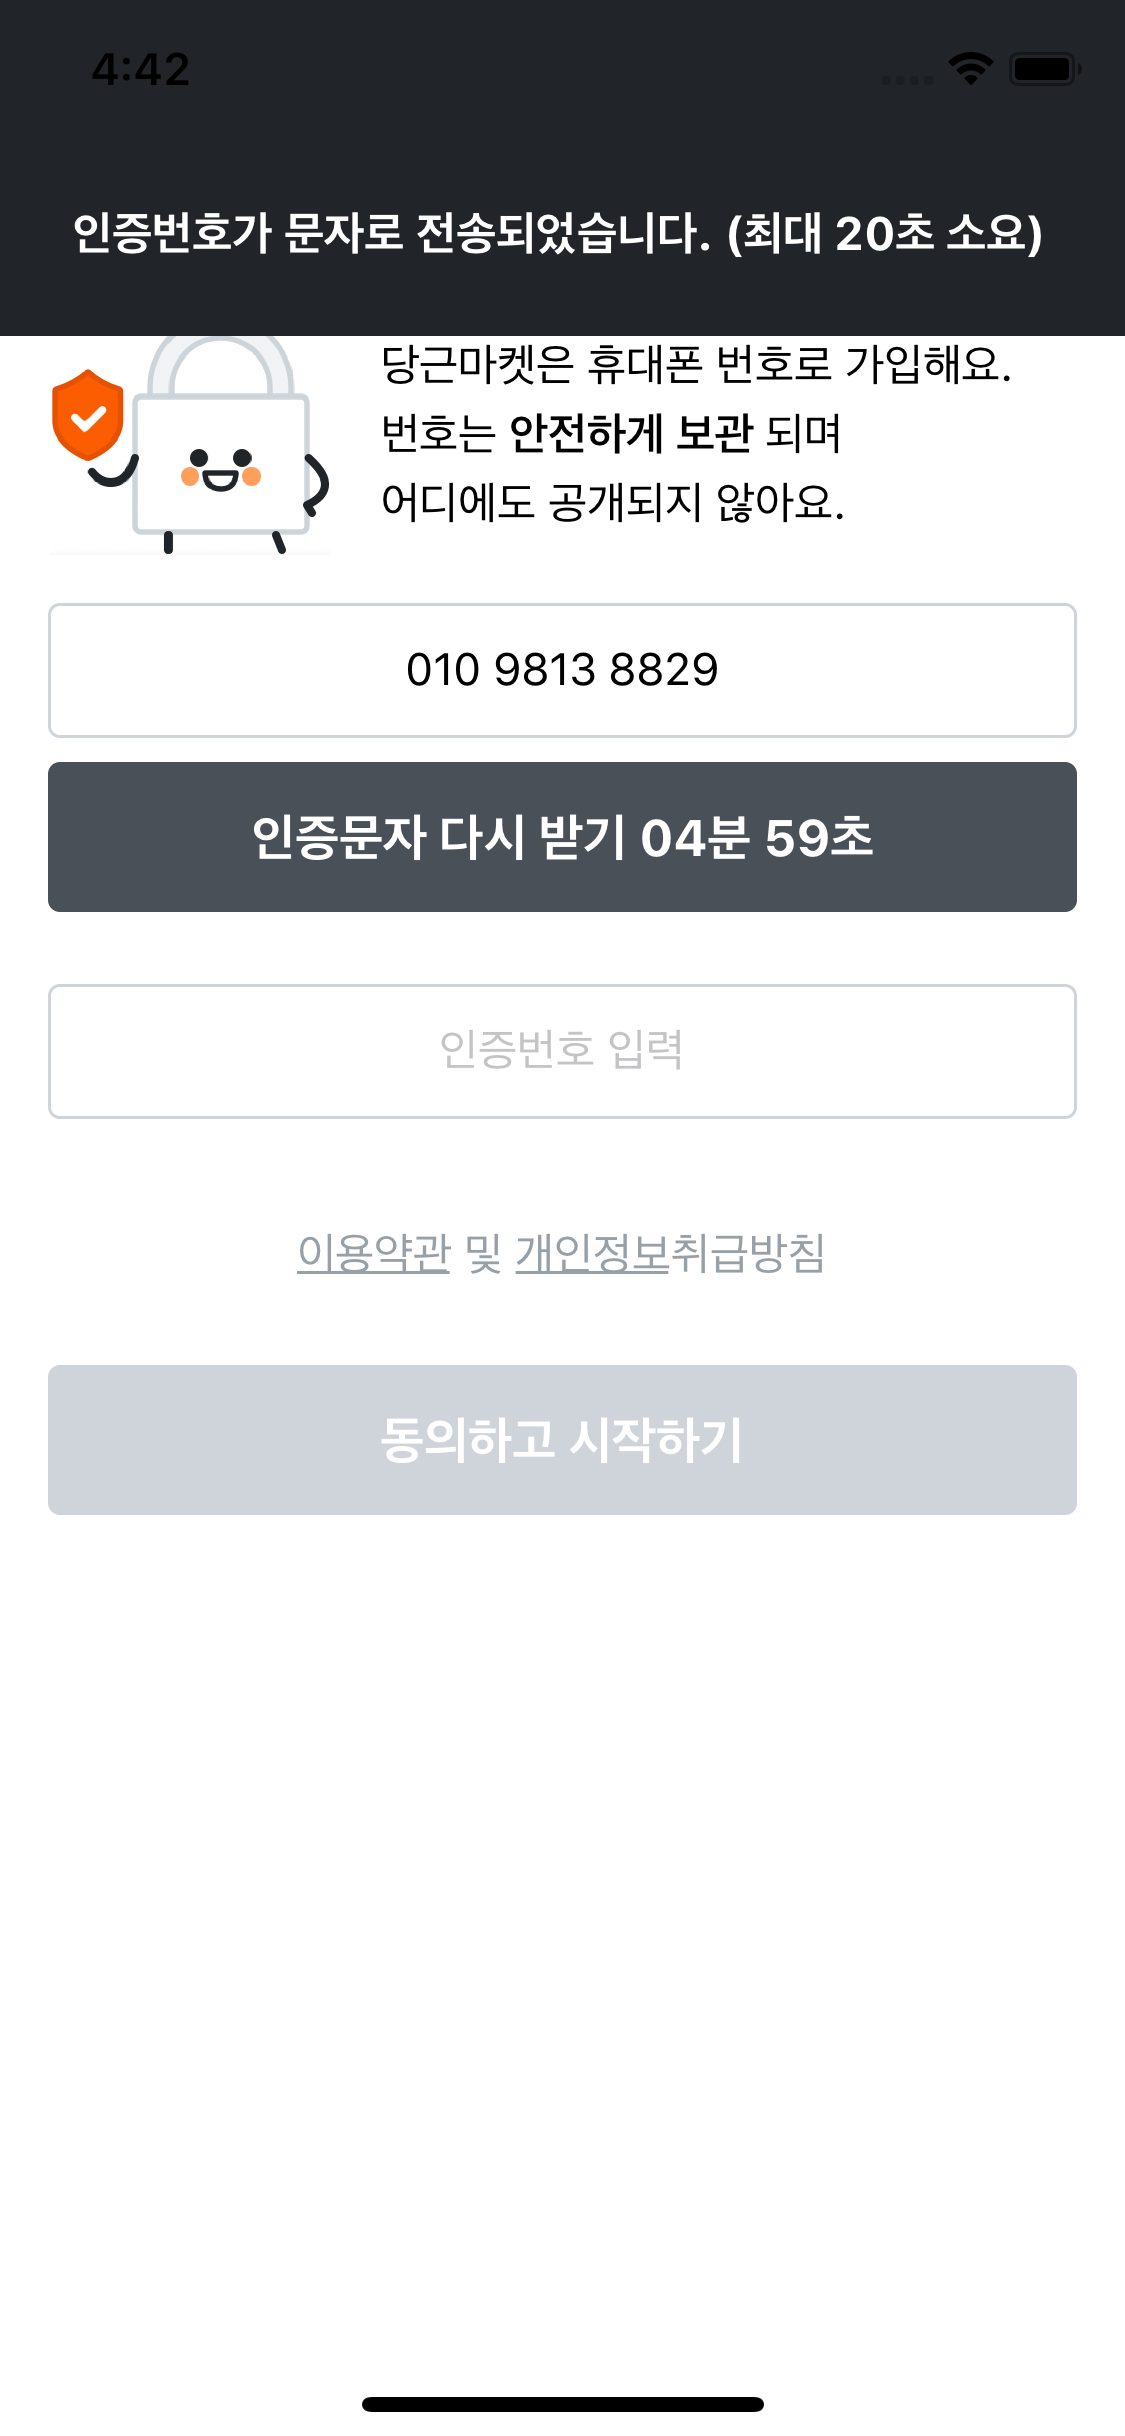 4:42
인증번호가 문자로 전송되었습니다. (최대 20초 소요)
당근마켓은 휴대폰 번호로 가입해요.
번호는 안전하게 보관 되며
어디에도 공개되지 않아요.
010 9813 8829
인증문자 다시 받기 04분 59초
인증번호 입력
이용약관 및 개인정보취급방침
동의하고 시작하기